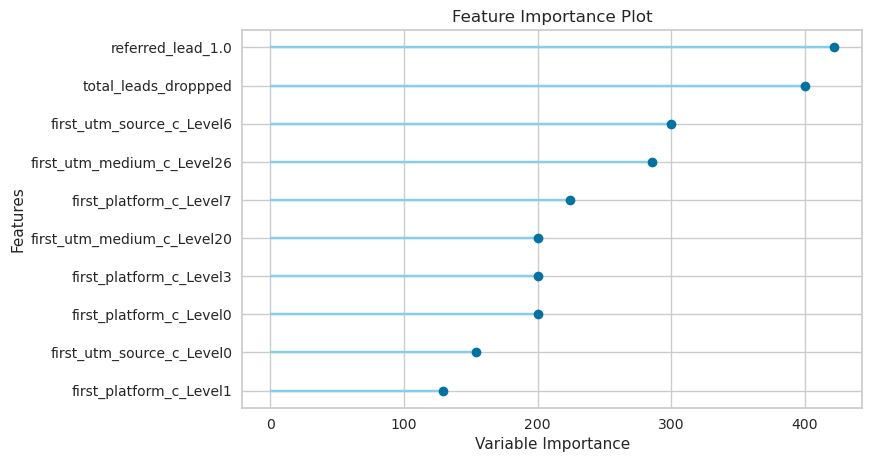 Feature Importance Plot
referred_lead_1.0
total_leads_droppped
first_utm_source_c_Level6
first_utm_medium_c_Level26
first_platform_c_Level7
first_utm_medium_c_Level20
first_platform_c_Level3
first_platform_c_Level0
first_utm_source_c_Level0
first_platform_c_Level1
Features
0 100 200 300 400
Variable Importance